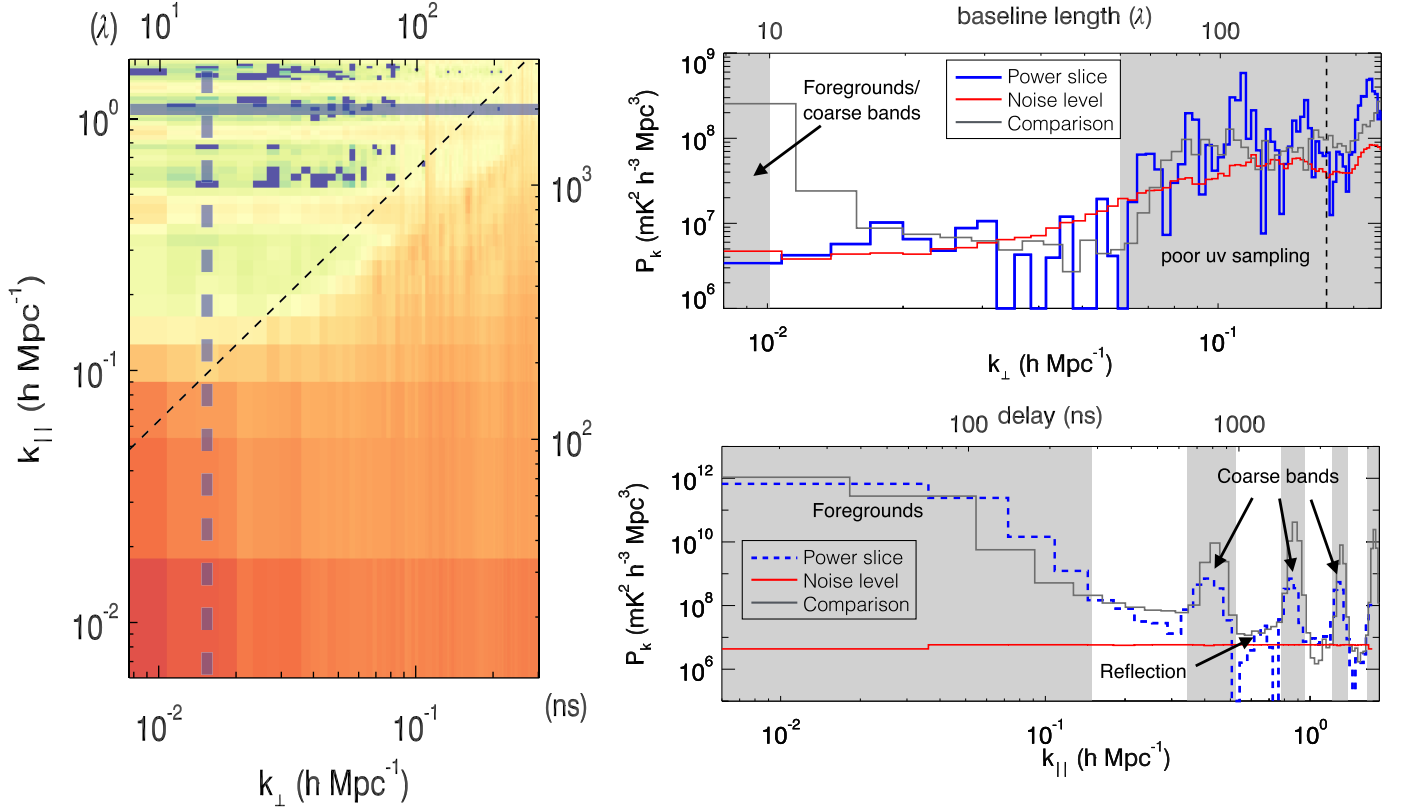 (λ) 10¹ 10²
10⁰
10⁻¹
10⁻²
k|| (h Mpc⁻¹)
10³
10²
(ns)
10⁻² 10⁻¹
k⊥ (h Mpc⁻¹)
baseline length (λ)
10 100
10⁹
10⁸
10⁷
10⁶
Pₖ (mK² h⁻³ Mpc³)
Foregrounds/
coarse bands
Power slice
Noise level
Comparison
poor uv sampling
10⁻² 10⁻¹
k⊥ (h Mpc⁻¹)
delay (ns)
100 1000
10¹²
10¹⁰
10⁸
10⁶
Pₖ (mK² h⁻³ Mpc³)
Coarse bands
Foregrounds
Power slice
Noise level
Comparison
Reflection
10⁻² 10⁻¹ 10⁰
k|| (h Mpc⁻¹)